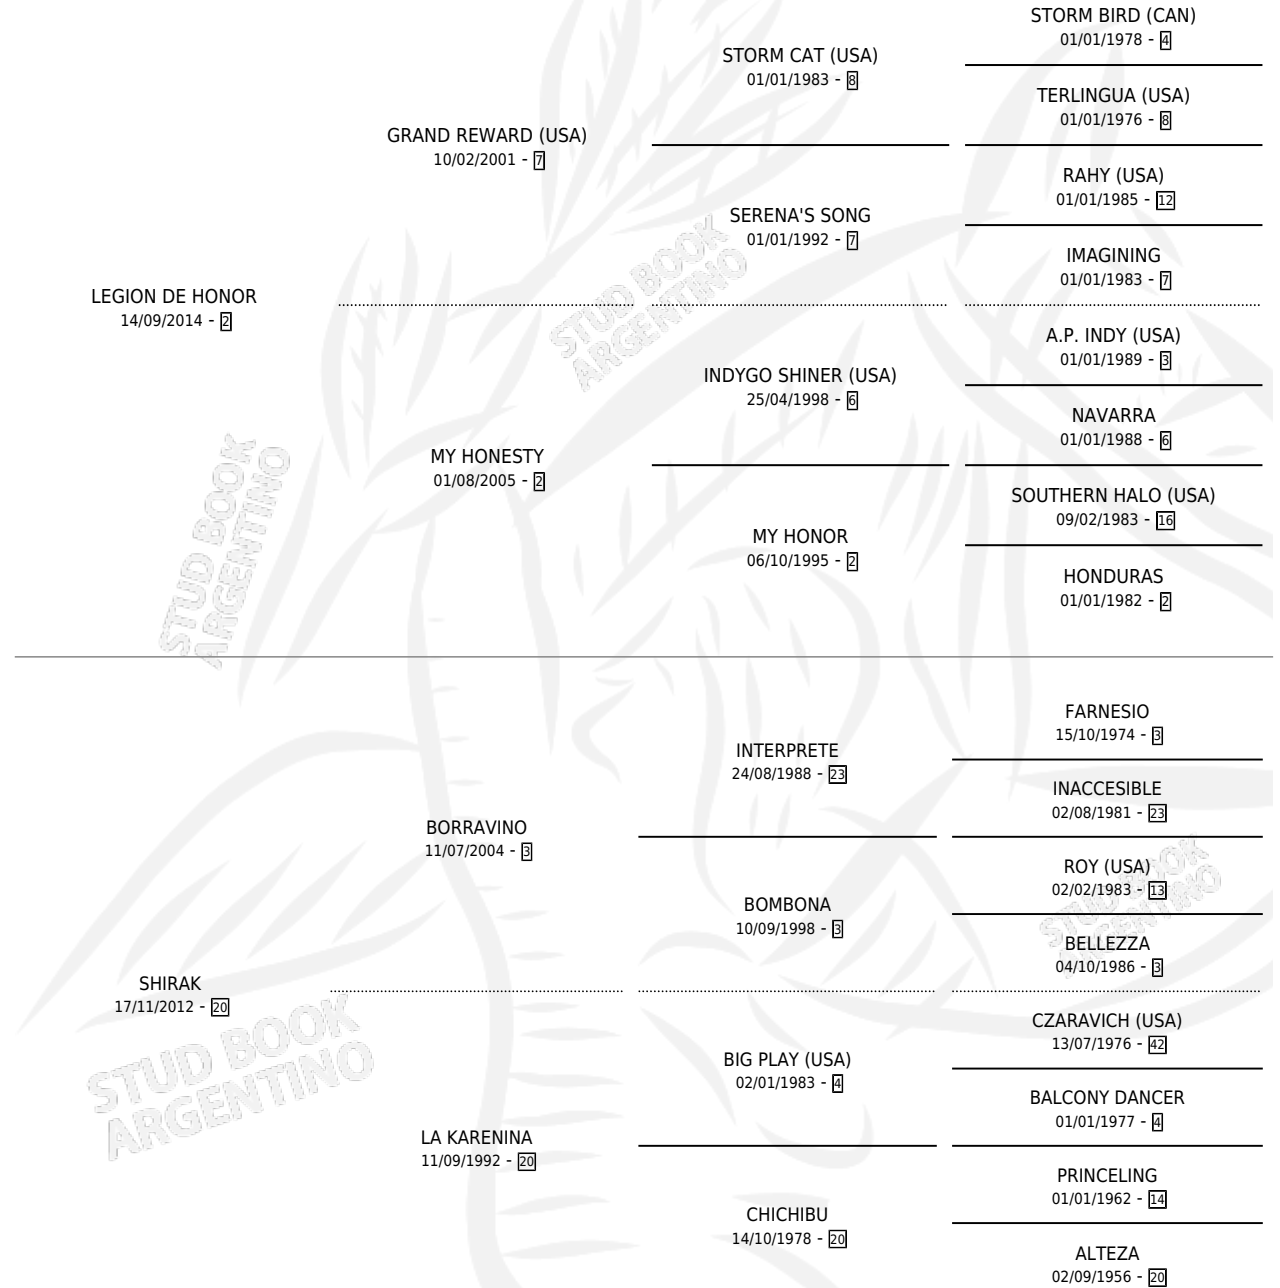 STORM BIRD (CAN)
01/01/1978 - 4
STORM CAT (USA)
01/01/1983 - 8
TERLINGUA (USA)
01/01/1976 - 8
GRAND REWARD (USA)
10/02/2001 - 7
RAHY (USA)
01/01/1985 - 12
SERENA'S SONG
01/01/1992 - 7
IMAGINING
01/01/1983 - 7
LEGION DE HONOR
14/09/2014 - 2
A.P. INDY (USA)
01/01/1989 - 3
INDYGO SHINER (USA)
25/04/1998 - 6
NAVARRA
01/01/1988 - 6
MY HONESTY
01/08/2005 - 2
SOUTHERN HALO (USA)
09/02/1983 - 16
MY HONOR
06/10/1995 - 2
HONDURAS
01/01/1982 - 2
FARNESIO
15/10/1974 - 3
INTERPRETE
24/08/1988 - 23
INACCESIBLE
02/08/1981 - 23
BORRAVINO
11/07/2004 - 3
ROY (USA)
02/02/1983 - 13
BOMBONA
10/09/1998 - 3
BELLEZZA
04/10/1986 - 3
SHIRAK
17/11/2012 - 20
CZARAVICH (USA)
13/07/1976 - 42
BIG PLAY (USA)
02/01/1983 - 4
BALCONY DANCER
01/01/1977 - 4
LA KARENINA
11/09/1992 - 20
PRINCELING
01/01/1962 - 14
CHICHIBU
14/10/1978 - 20
ALTEZA
02/09/1956 - 20
STUD BOOK
ARGENTINO
STUD BOOK
ARGENTINO
STUD BOOK
ARGENTINO
STUD BOOK
ARGENTINO